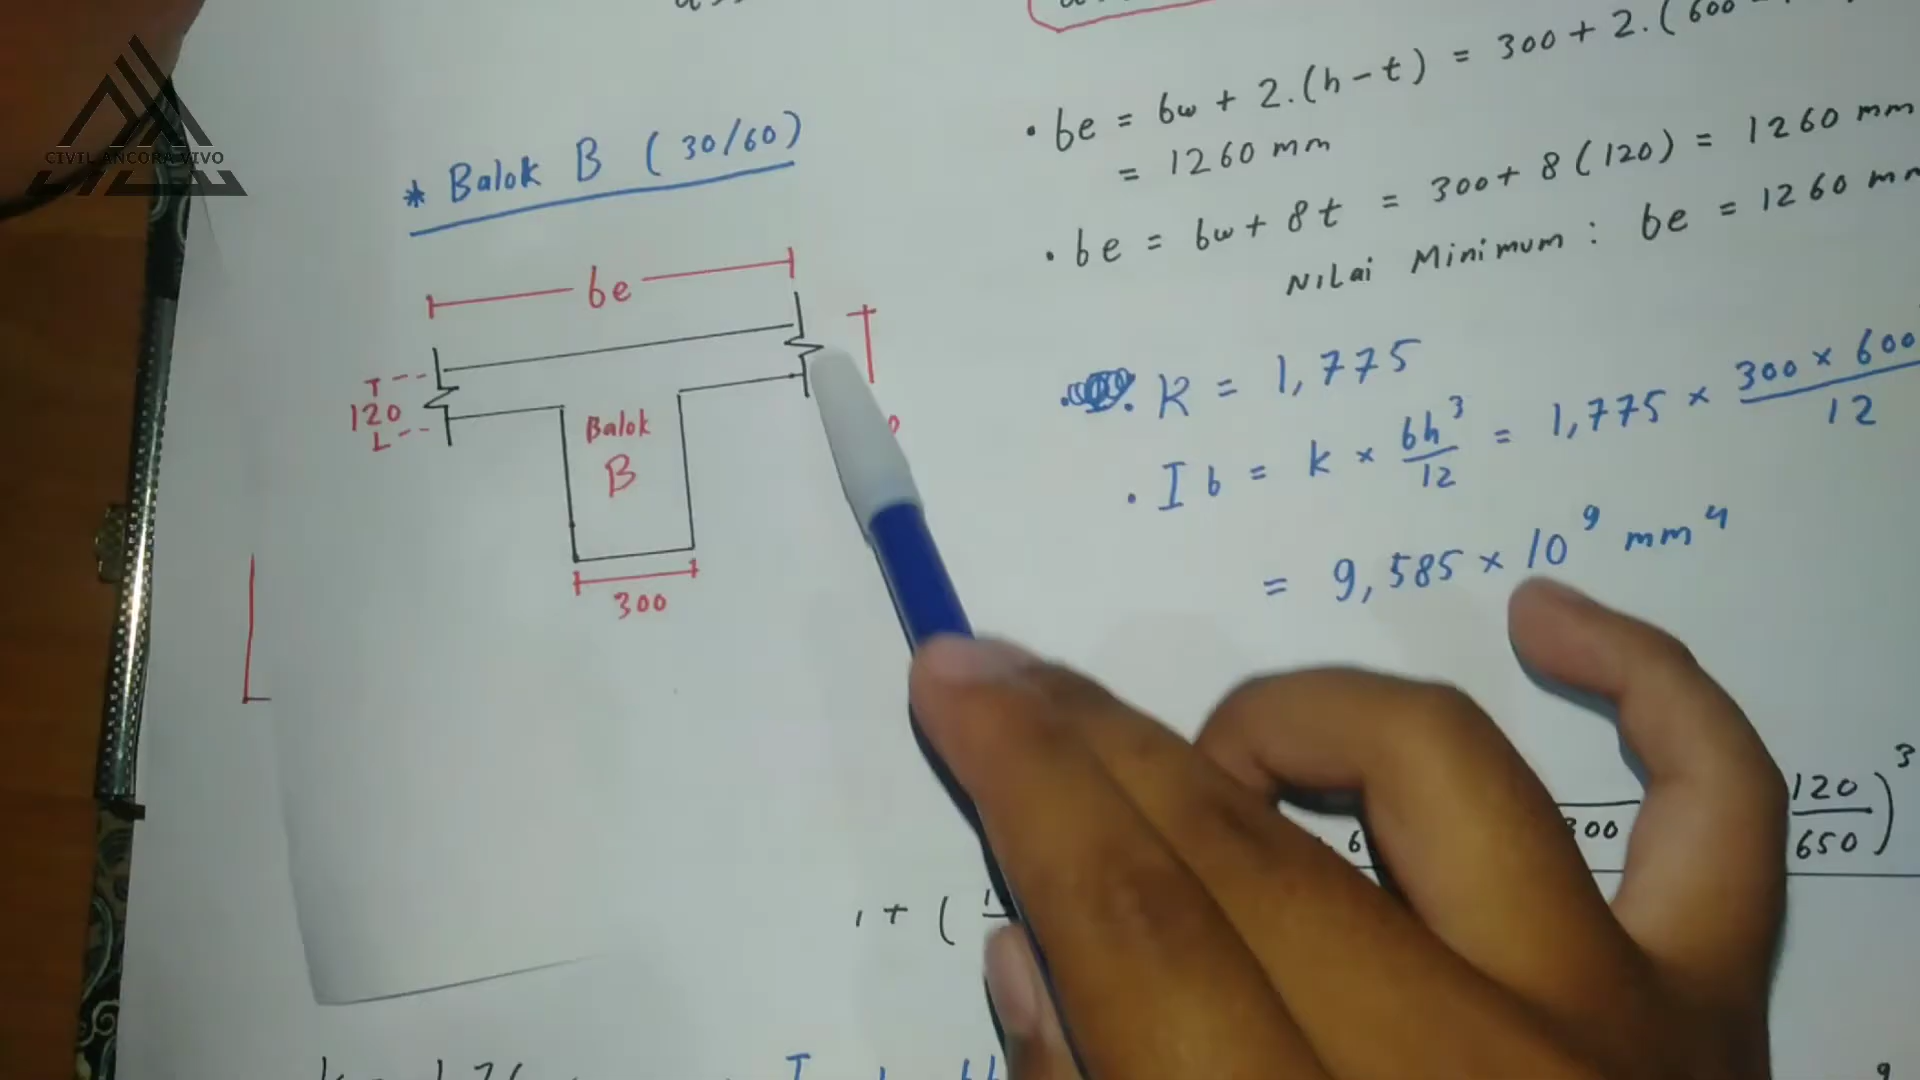 CIVIL ANCORA VIVO
* Balok B (30/60)
be
T
120
L
Balok
B
300
• be = bw + 2.(h-t) = 300 + 2.(600
= 1260 mm
• be = bw + 8t = 300 + 8(120) = 1260 mm
Nilai Minimum : be = 1260 mm
. K = 1,775
. Ib = k × bh³/12 = 1,775 × 300 × 600/12
= 9,585 × 10⁹ mm⁴
300
120/650)³
1 + (